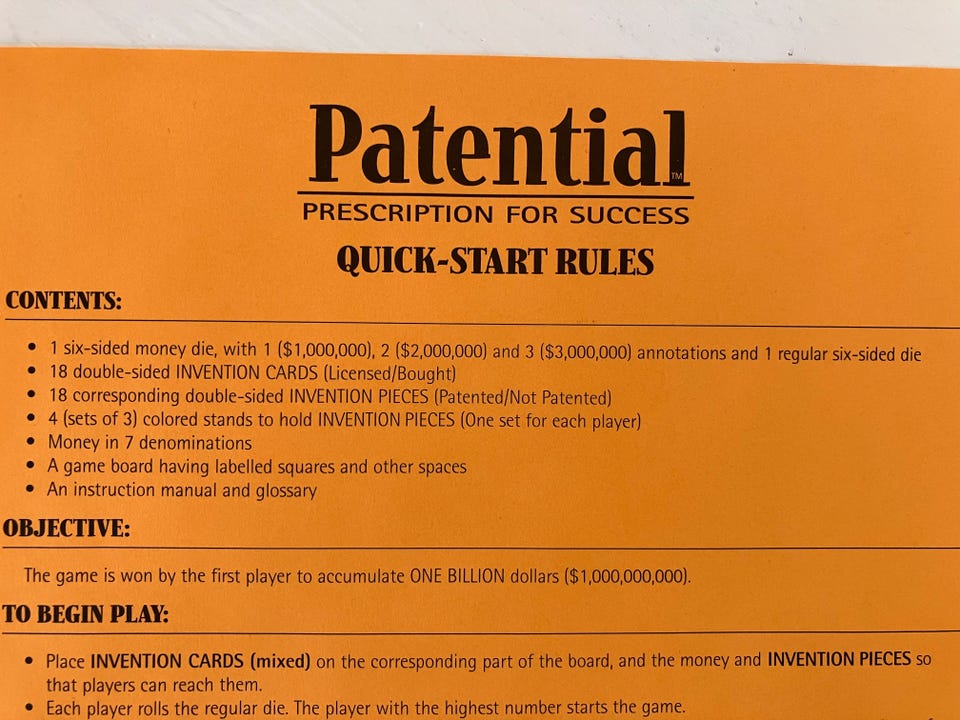 Patential™
PRESCRIPTION FOR SUCCESS
QUICK-START RULES
CONTENTS:
• 1 six-sided money die, with 1 ($1,000,000), 2 ($2,000,000) and 3 ($3,000,000) annotations and 1 regular six-sided die
• 18 double-sided INVENTION CARDS (Licensed/Bought)
• 18 corresponding double-sided INVENTION PIECES (Patented/Not Patented)
• 4 (sets of 3) colored stands to hold INVENTION PIECES (One set for each player)
• Money in 7 denominations
• A game board having labelled squares and other spaces
• An instruction manual and glossary
OBJECTIVE:
The game is won by the first player to accumulate ONE BILLION dollars ($1,000,000,000).
TO BEGIN PLAY:
• Place INVENTION CARDS (mixed) on the corresponding part of the board, and the money and INVENTION PIECES so
that players can reach them.
• Each player rolls the regular die. The player with the highest number starts the game.